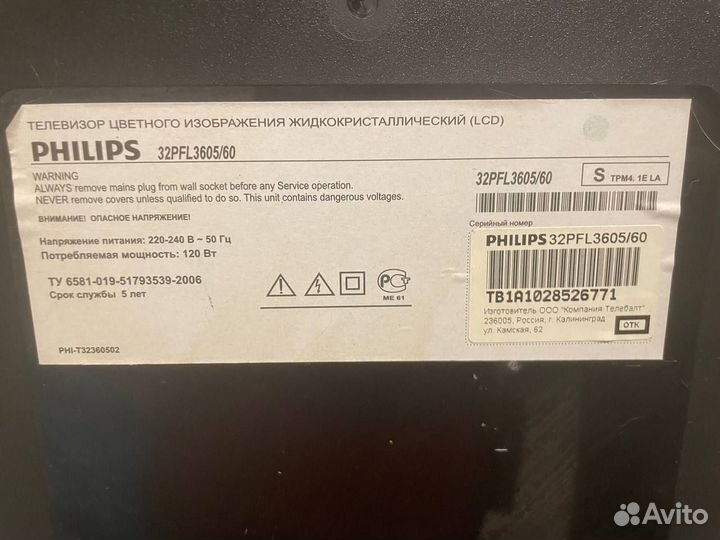 ТЕЛЕВИЗОР ЦВЕТНОГО ИЗОБРАЖЕНИЯ ЖИДКОКРИСТАЛЛИЧЕСКИЙ (LCD)
PHILIPS 32PFL3605/60
WARNING
ALWAYS remove mains plug from wall socket before any Service operation.
NEVER remove covers unless qualified to do so. This unit contains dangerous voltages.
ВНИМАНИЕ! ОПАСНОЕ НАПРЯЖЕНИЕ!
Напряжение питания: 220-240 В ~ 50 Гц
Потребляемая мощность: 120 Вт
ТУ 6581-019-51793539-2006
Срок службы 5 лет
ME 61
PHI-T32360502
32PFL3605/60
S TPM4. 1E LA
Серийный номер
PHILIPS 32PFL3605/60
TB1A1028526771
Изготовитель ООО "Компания Телебалт"
236005, Россия, г. Калининград
ул. Камская, 62
ОТК
Avito